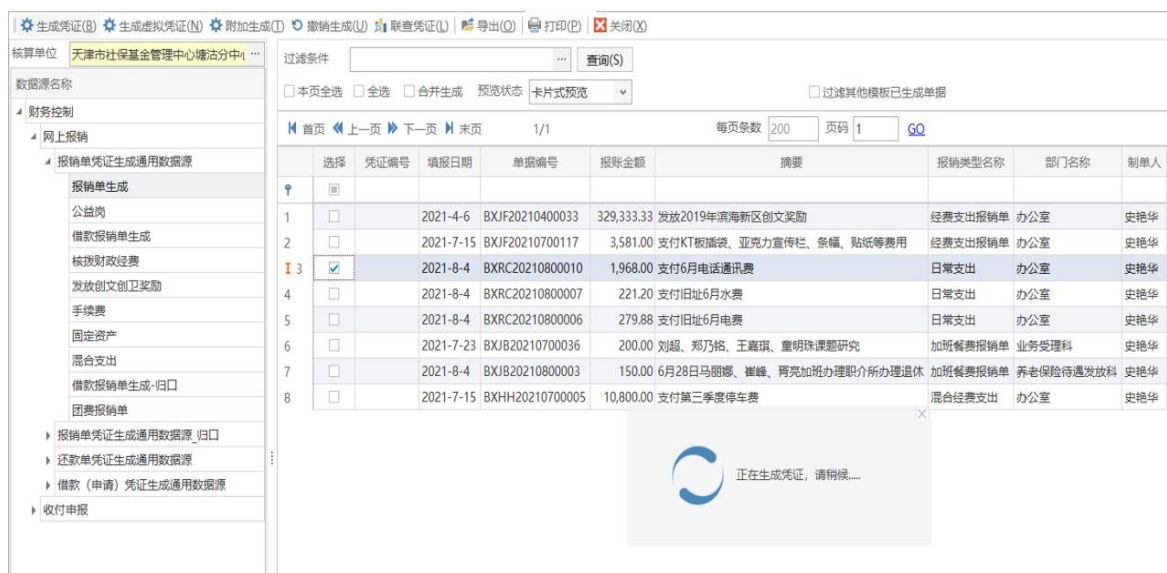 生成凭证(B) 生成虚拟凭证(N) 附加生成(T) 撤销生成(U) 联查凭证(L) 导出(O) 打印(P) 关闭(X)
核算单位 天津市社保基金管理中心塘沽分中心 ...
过滤条件 ... 查询(S)
数据源名称
本页全选 全选 合并生成 预览状态 卡片式预览 过滤其他模板已生成单据
财务控制
网上报销
报销单凭证生成通用数据源
报销单生成
公益岗
借款报销单生成
核拨财政经费
发放创文创卫奖励
手续费
固定资产
混合支出
借款报销单生成-归口
团费报销单
报销单凭证生成通用数据源_归口
还款单凭证生成通用数据源
借款（申请）凭证生成通用数据源
收付申报
首页 上一页 下一页 末页 1/1 每页条数 200 页码 1 GO
选择 凭证编号 填报日期 单据编号 报账金额 摘要 报销类型名称 部门名称 制单人
1 2021-4-6 BXJF20210400033 329,333.33 发放2019年滨海新区创文奖励 经费支出报销单 办公室 史艳华
2 2021-7-15 BXJF20210700117 3,581.00 支付KT板插袋、亚克力宣传栏、条幅、贴纸等费用 经费支出报销单 办公室 史艳华
3 2021-8-4 BXRC20210800010 1,968.00 支付6月电话通讯费 日常支出 办公室 史艳华
4 2021-8-4 BXRC20210800007 221.20 支付旧址6月水费 日常支出 办公室 史艳华
5 2021-8-4 BXRC20210800006 279.88 支付旧址6月电费 日常支出 办公室 史艳华
6 2021-7-23 BXJB20210700036 200.00 刘超、郑乃铭、王嘉琪、童明珠课题研究 加班餐费报销单 业务受理科 史艳华
7 2021-8-4 BXJB20210800003 150.00 6月28日马丽娜、崔峰、胥亮加班办理职介所办理退休 加班餐费报销单 养老保险待遇发放科 史艳华
8 2021-7-15 BXHH20210700005 10,800.00 支付第三季度停车费 混合经费支出 办公室 史艳华
正在生成凭证，请稍候.....